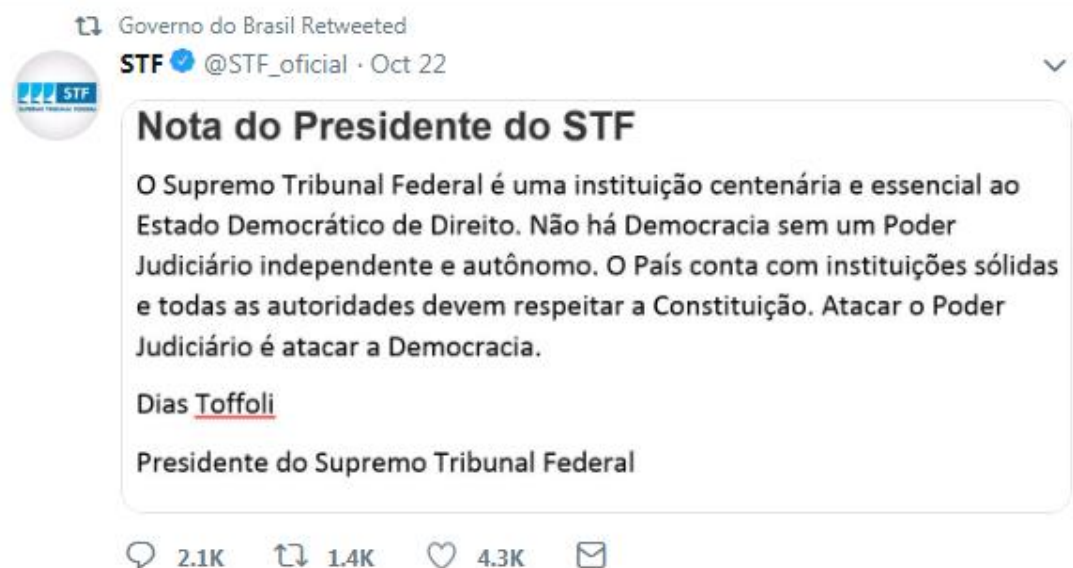 Governo do Brasil Retweeted
STF @STF_oficial · Oct 22
STF
Nota do Presidente do STF
O Supremo Tribunal Federal é uma instituição centenária e essencial ao
Estado Democrático de Direito. Não há Democracia sem um Poder
Judiciário independente e autônomo. O País conta com instituições sólidas
e todas as autoridades devem respeitar a Constituição. Atacar o Poder
Judiciário é atacar a Democracia.
Dias Toffoli
Presidente do Supremo Tribunal Federal
2.1K 1.4K 4.3K